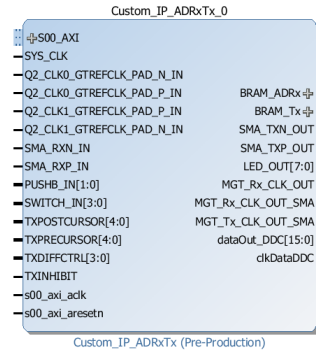 Custom_IP_ADRxTx_0
S00_AXI
SYS_CLK
Q2_CLK0_GTREFCLK_PAD_N_IN
Q2_CLK0_GTREFCLK_PAD_P_IN
Q2_CLK1_GTREFCLK_PAD_P_IN
Q2_CLK1_GTREFCLK_PAD_N_IN
SMA_RXN_IN
SMA_RXP_IN
PUSHB_IN[1:0]
SWITCH_IN[3:0]
TXPOSTCURSOR[4:0]
TXPRECURSOR[4:0]
TXDIFFCTRL[3:0]
TXINHIBIT
s00_axi_aclk
s00_axi_aresetn
BRAM_ADRx
BRAM_Tx
SMA_TXN_OUT
SMA_TXP_OUT
LED_OUT[7:0]
MGT_Rx_CLK_OUT
MGT_Rx_CLK_OUT_SMA
MGT_Tx_CLK_OUT_SMA
dataOut_DDC[15:0]
clkDataDDC
Custom_IP_ADRxTx (Pre-Production)